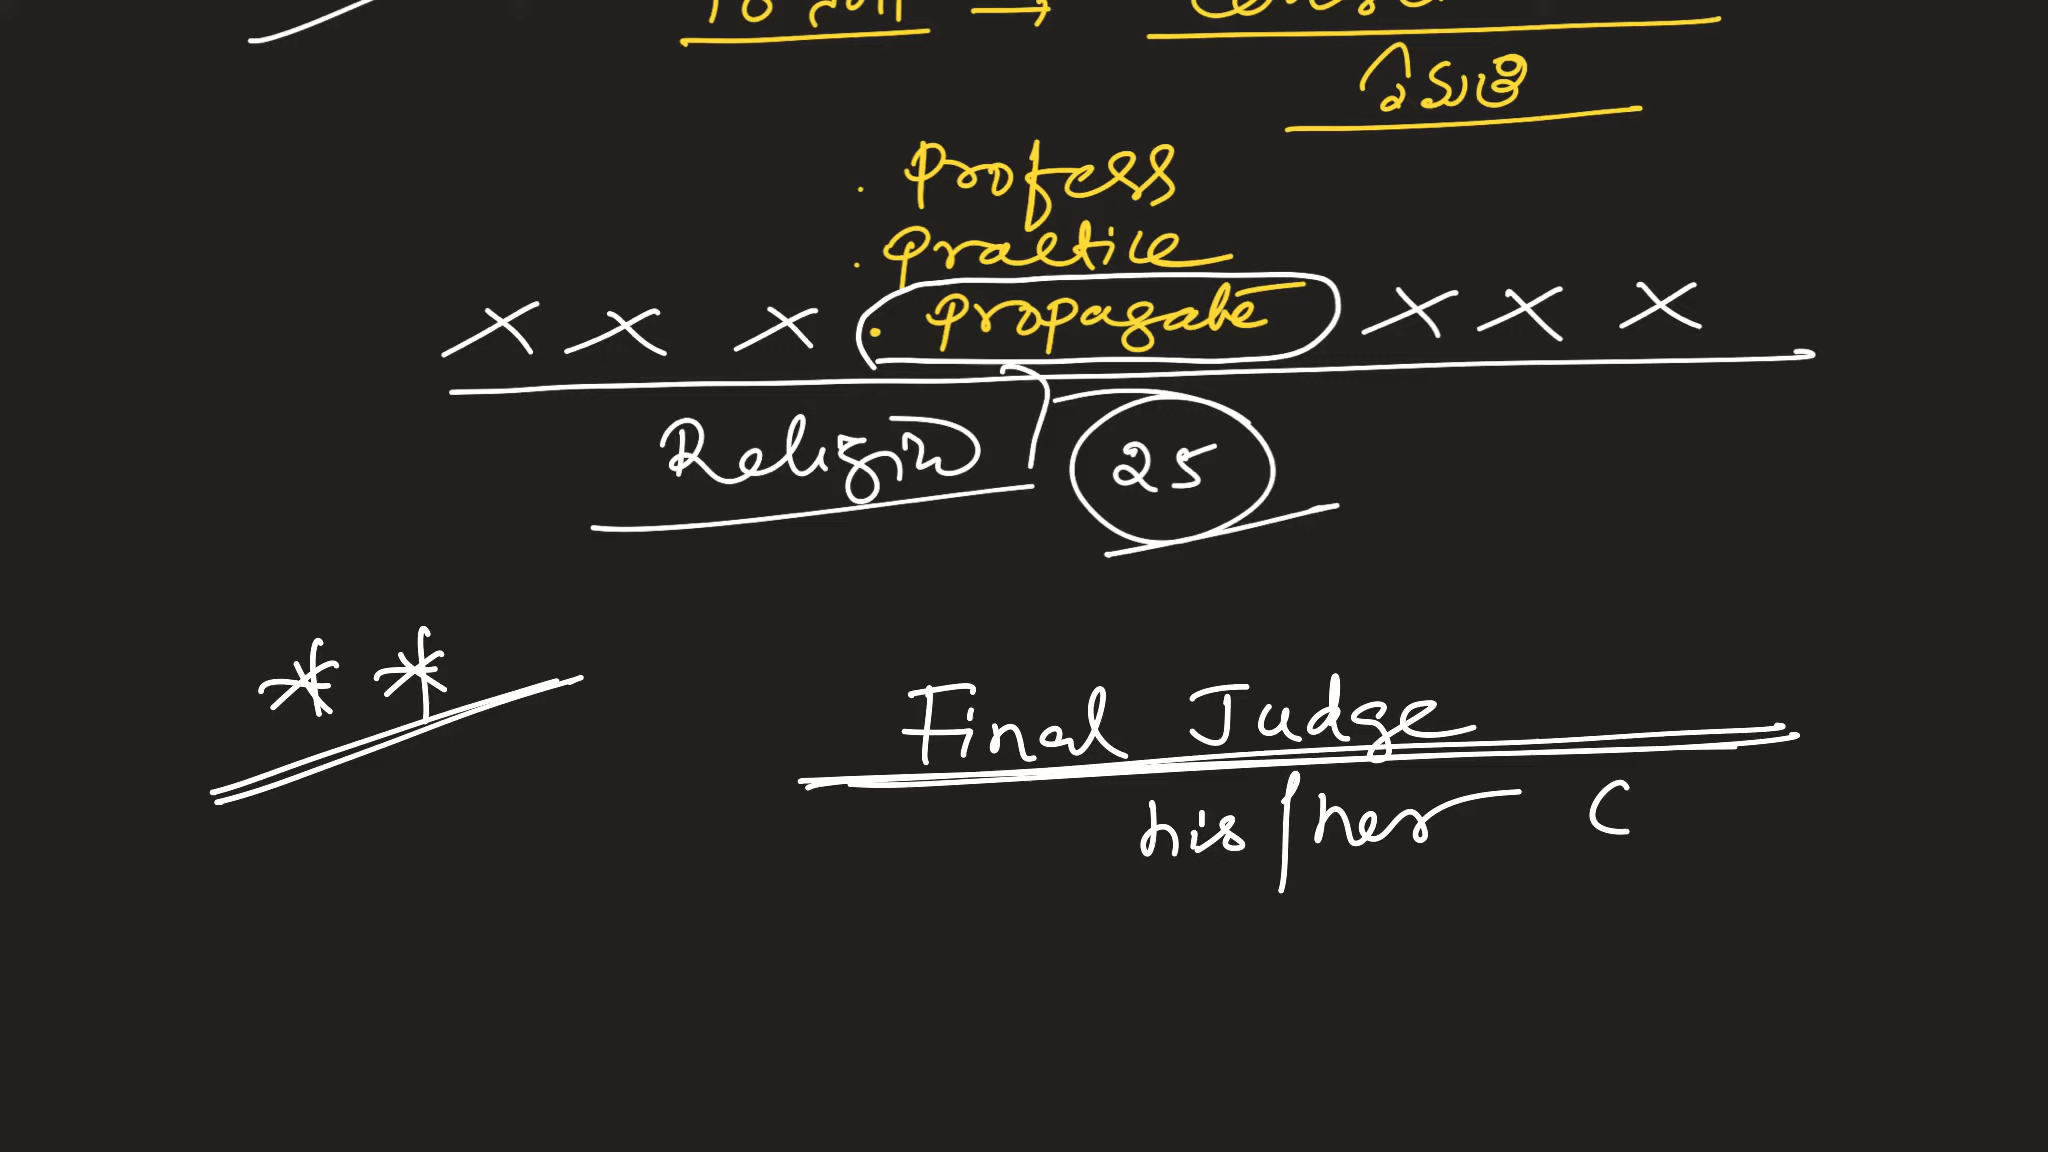 →
. Profess
. Practice
X X X . propagate X X X
Religion 25
**
Final Judge
his/her C